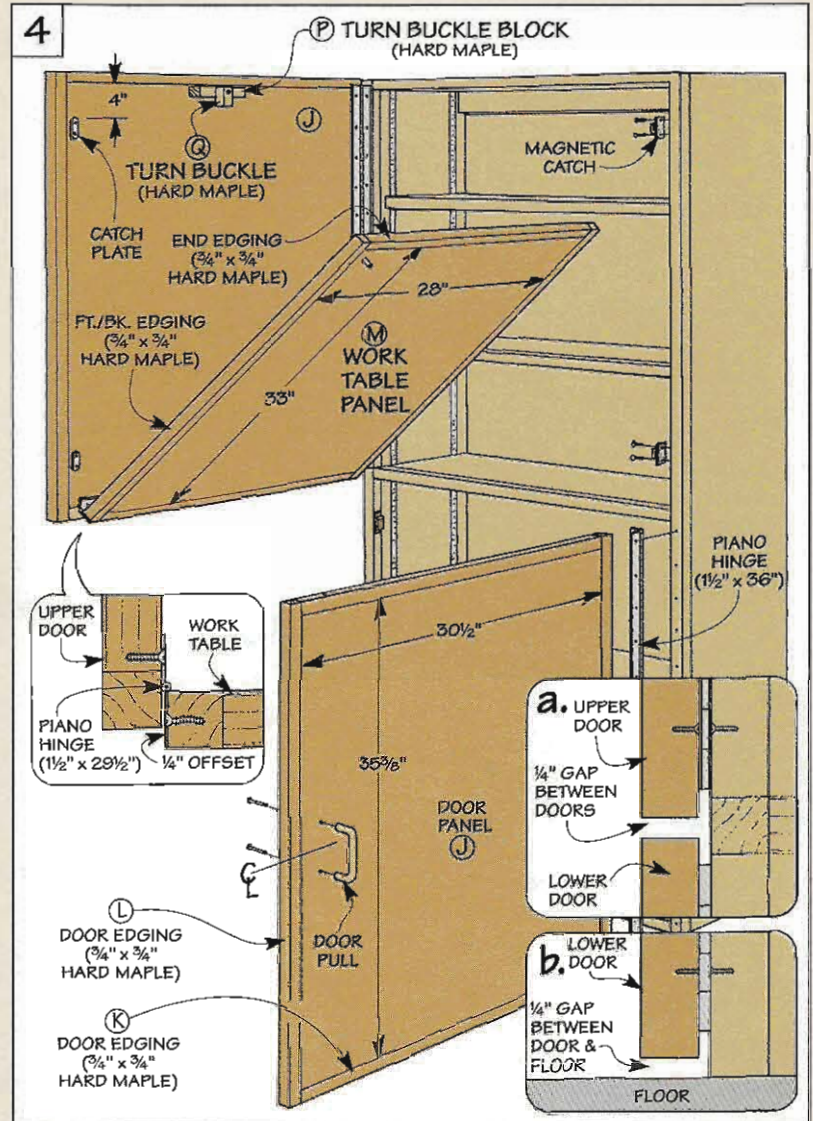 4
P TURN BUCKLE BLOCK
(HARD MAPLE)
4"
J
Q
TURN BUCKLE
(HARD MAPLE)
MAGNETIC
CATCH
CATCH
PLATE
END EDGING
(3/4" x 3/4"
HARD MAPLE)
28"
FT./BK. EDGING
(3/4" x 3/4"
HARD MAPLE)
M
WORK
TABLE
PANEL
33"
PIANO
HINGE
(1½" x 36")
UPPER
DOOR
WORK
TABLE
PIANO
HINGE
(1½" x 29½")
¼" OFFSET
30½"
35⅜"
DOOR
PANEL
J
CL
DOOR
PULL
L
DOOR EDGING
(3/4" x 3/4"
HARD MAPLE)
K
DOOR EDGING
(3/4" x 3/4"
HARD MAPLE)
a.
UPPER
DOOR
¼" GAP
BETWEEN
DOORS
LOWER
DOOR
b.
LOWER
DOOR
¼" GAP
BETWEEN
DOOR &
FLOOR
FLOOR